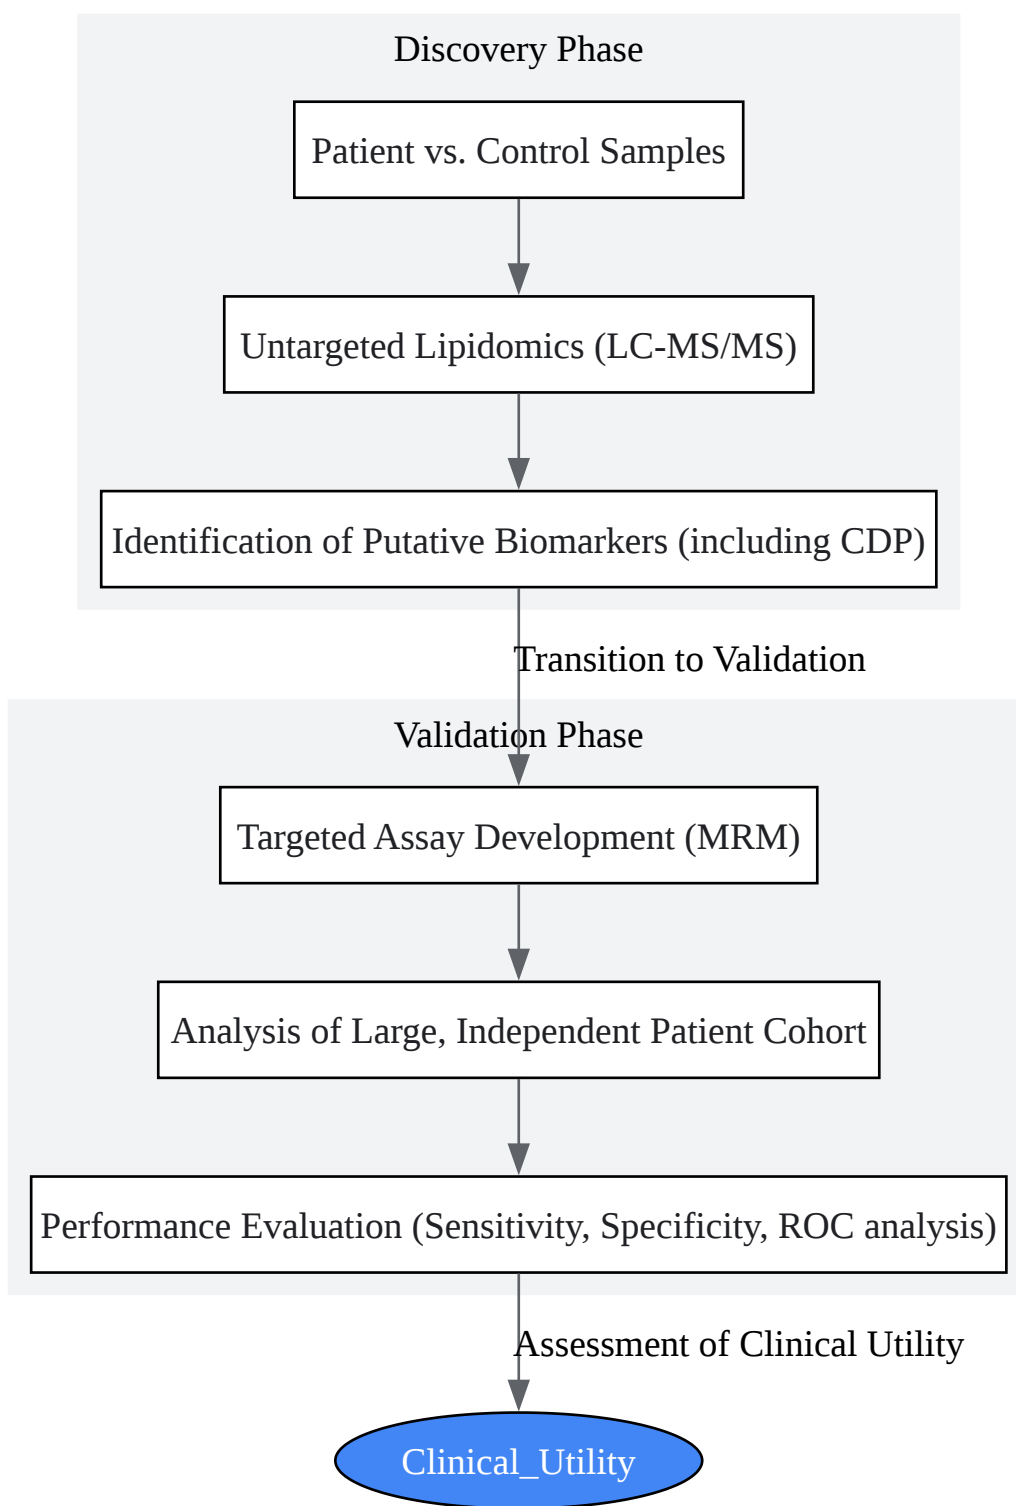 Discovery Phase
Patient vs. Control Samples
Untargeted Lipidomics (LC-MS/MS)
Identification of Putative Biomarkers (including CDP)
Transition to Validation
Validation Phase
Targeted Assay Development (MRM)
Analysis of Large, Independent Patient Cohort
Performance Evaluation (Sensitivity, Specificity, ROC analysis)
Assessment of Clinical Utility
Clinical_Utility